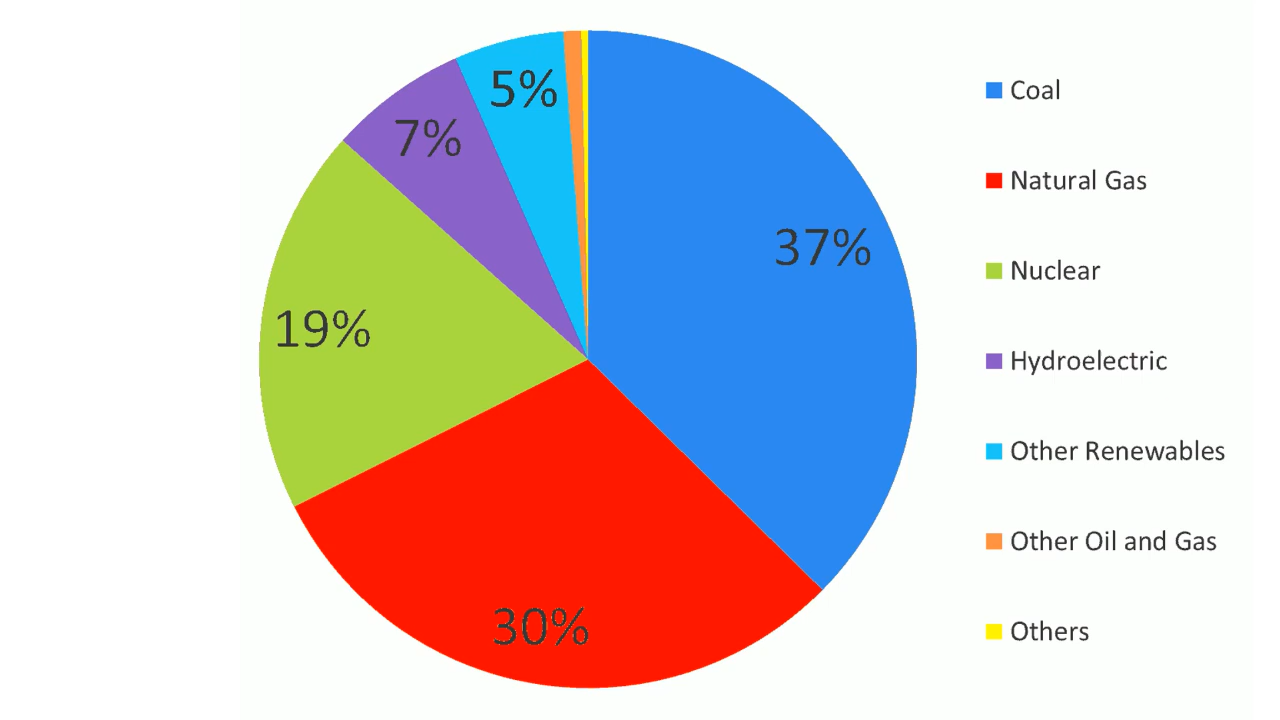 5%
7%
37%
19%
30%
Coal
Natural Gas
Nuclear
Hydroelectric
Other Renewables
Other Oil and Gas
Others